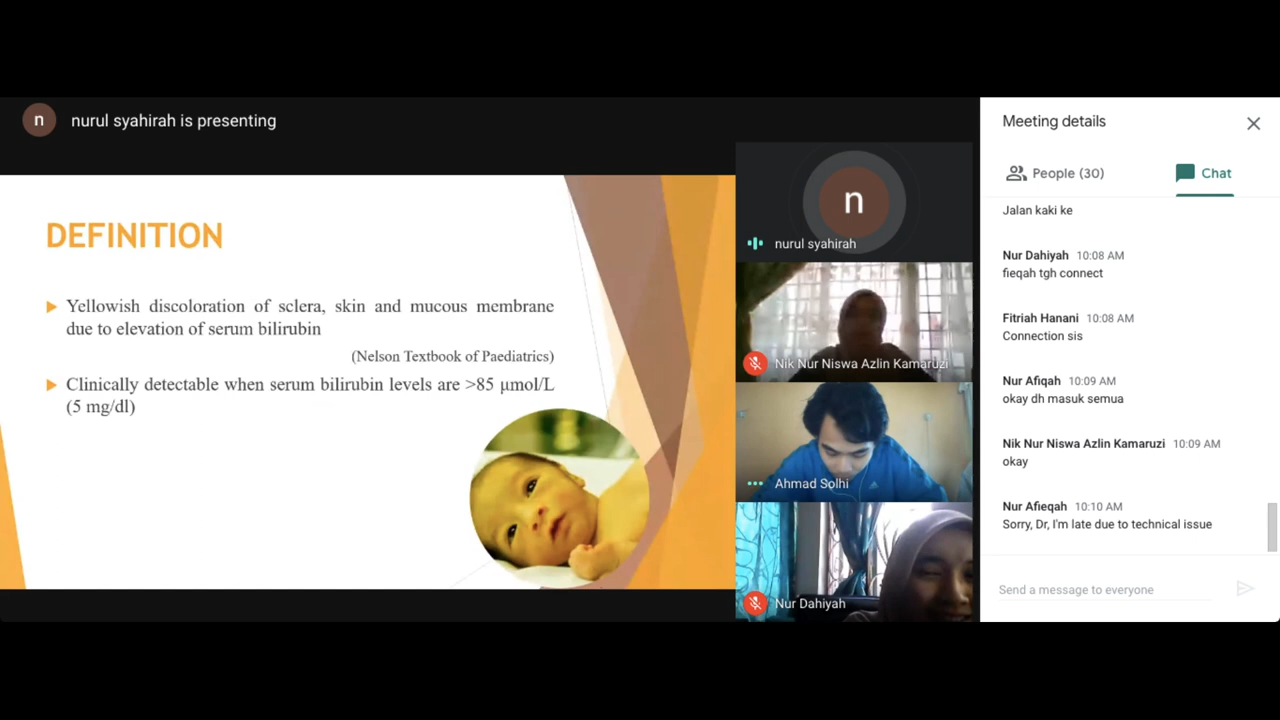 n
nurul syahirah is presenting
DEFINITION
Yellowish discoloration of sclera, skin and mucous membrane
due to elevation of serum bilirubin
(Nelson Textbook of Paediatrics)
Clinically detectable when serum bilirubin levels are >85 μmol/L
(5 mg/dl)
n
nurul syahirah
Nik Nur Niswa Azlin Kamaruzi
Ahmad Solhi
Nur Dahiyah
Meeting details
People (30)
Chat
Jalan kaki ke
Nur Dahiyah 10:08 AM
fieqah tgh connect
Fitriah Hanani 10:08 AM
Connection sis
Nur Afiqah 10:09 AM
okay dh masuk semua
Nik Nur Niswa Azlin Kamaruzi 10:09 AM
okay
Nur Afieqah 10:10 AM
Sorry, Dr, I'm late due to technical issue
Send a message to everyone